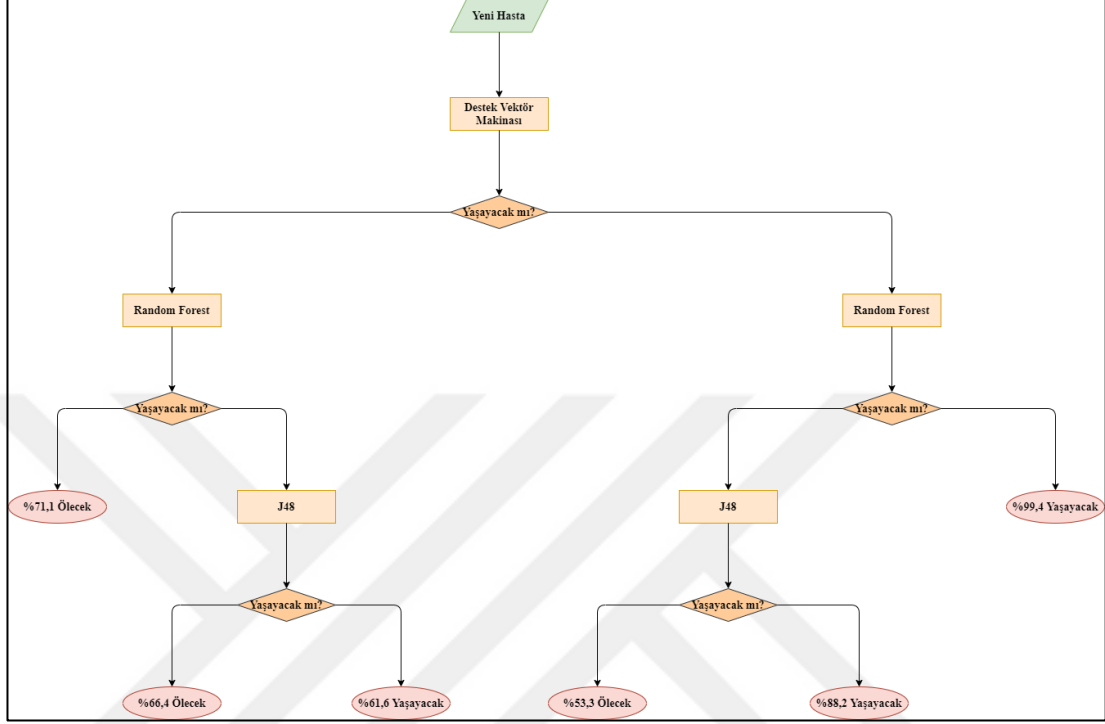 Yeni Hasta
Destek Vektör
Makinası
Yaşayacak mı?
Random Forest
Random Forest
Yaşayacak mı?
Yaşayacak mı?
%71,1 Ölecek
J48
J48
%99,4 Yaşayacak
Yaşayacak mı?
Yaşayacak mı?
%66,4 Ölecek
%61,6 Yaşayacak
%53,3 Ölecek
%88,2 Yaşayacak